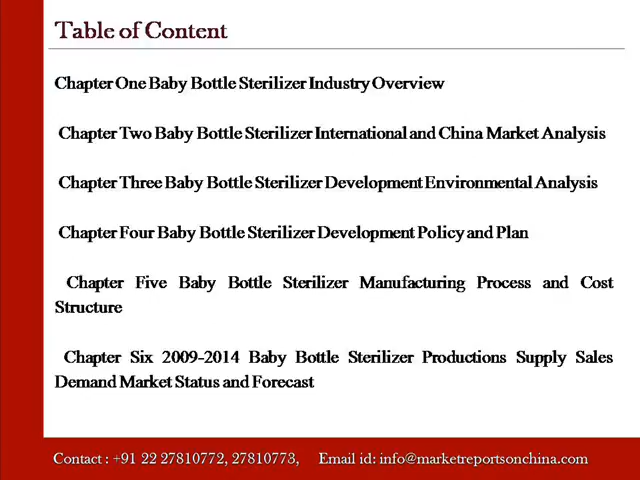 Table of Content
Chapter One Baby Bottle Sterilizer Industry Overview
Chapter Two Baby Bottle Sterilizer International and China Market Analysis
Chapter Three Baby Bottle Sterilizer Development Environmental Analysis
Chapter Four Baby Bottle Sterilizer Development Policy and Plan
Chapter Five Baby Bottle Sterilizer Manufacturing Process and Cost
Structure
Chapter Six 2009-2014 Baby Bottle Sterilizer Productions Supply Sales
Demand Market Status and Forecast
Contact : +91 22 27810772, 27810773, Email id: info@marketreportsonchina.com